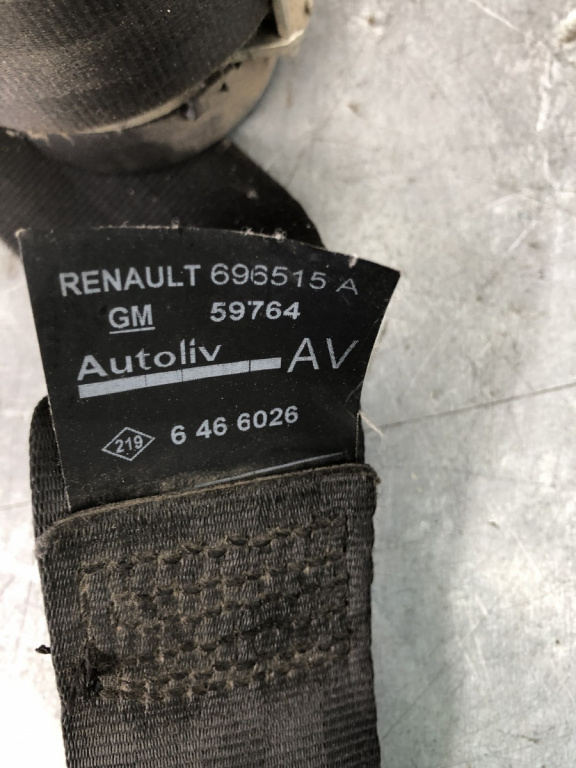 RENAULT 696515 A
GM 59764
Autoliv AV
219 6 46 6026